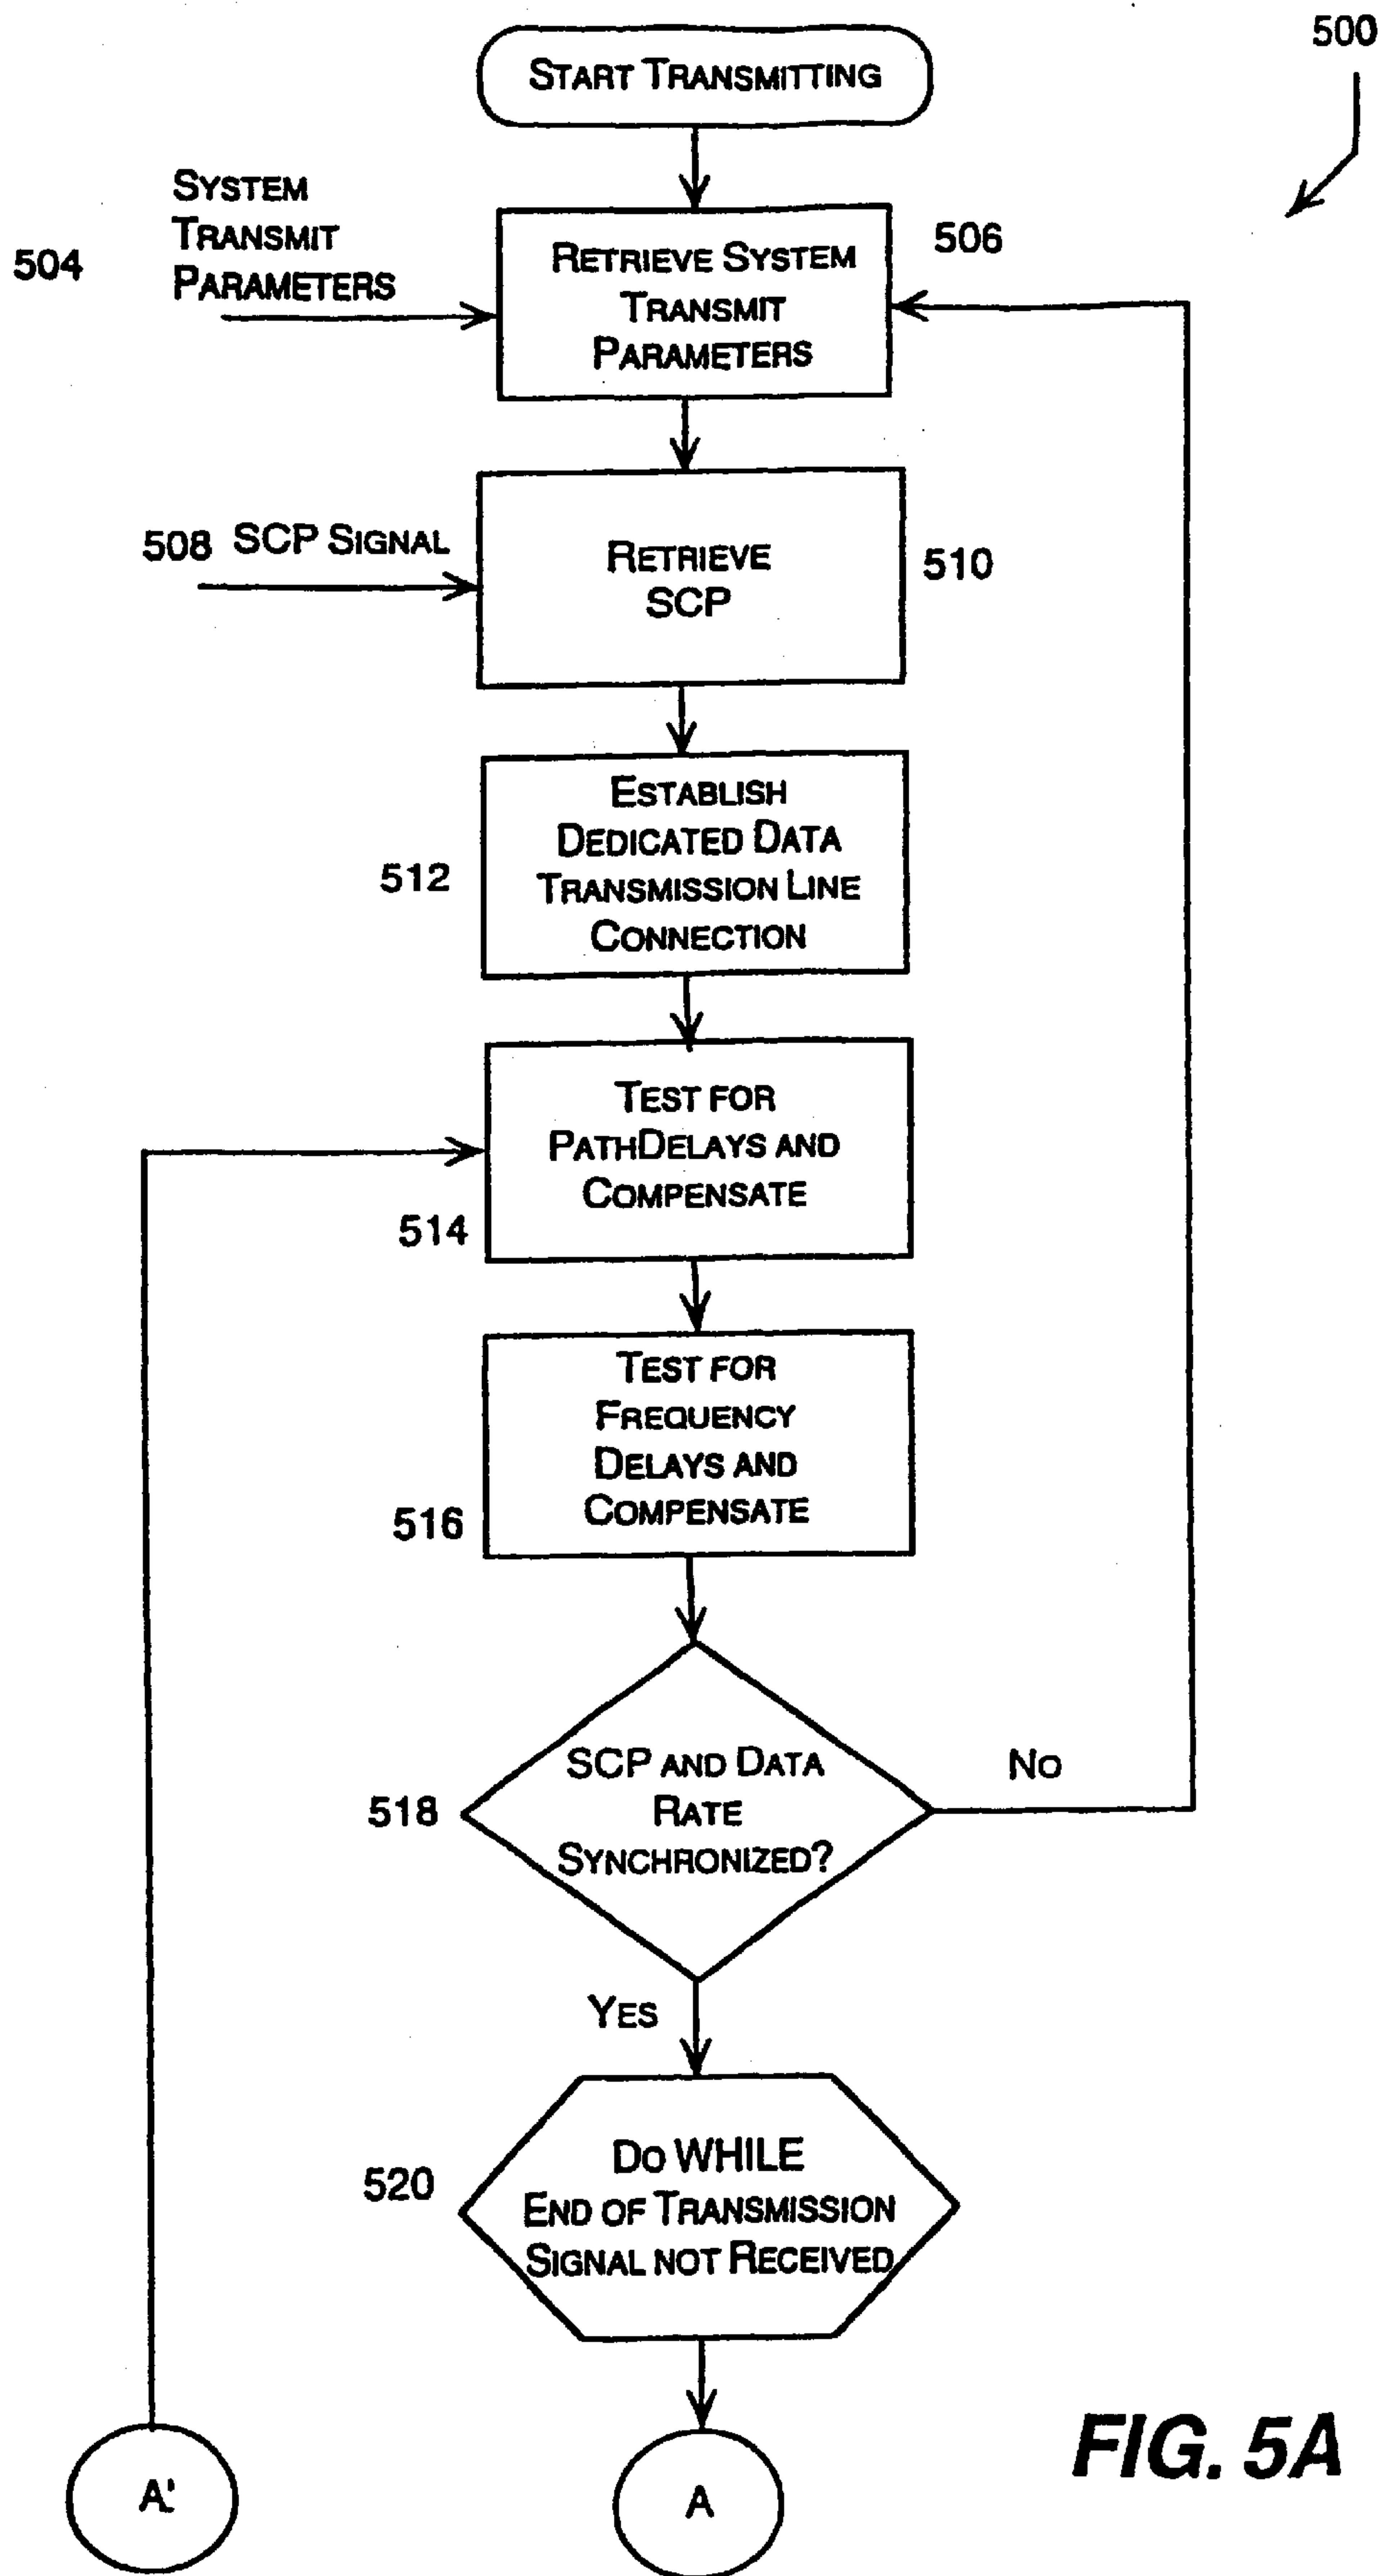 500
START TRANSMITTING
SYSTEM
TRANSMIT
PARAMETERS
504
RETRIEVE SYSTEM
TRANSMIT
PARAMETERS
506
508 SCP SIGNAL
RETRIEVE
SCP
510
ESTABLISH
DEDICATED DATA
TRANSMISSION LINE
CONNECTION
512
TEST FOR
PATHDELAYS AND
COMPENSATE
514
TEST FOR
FREQUENCY
DELAYS AND
COMPENSATE
516
SCP AND DATA
RATE
SYNCHRONIZED?
518
NO
YES
DO WHILE
END OF TRANSMISSION
SIGNAL NOT RECEIVED
520
A'
A
FIG. 5A